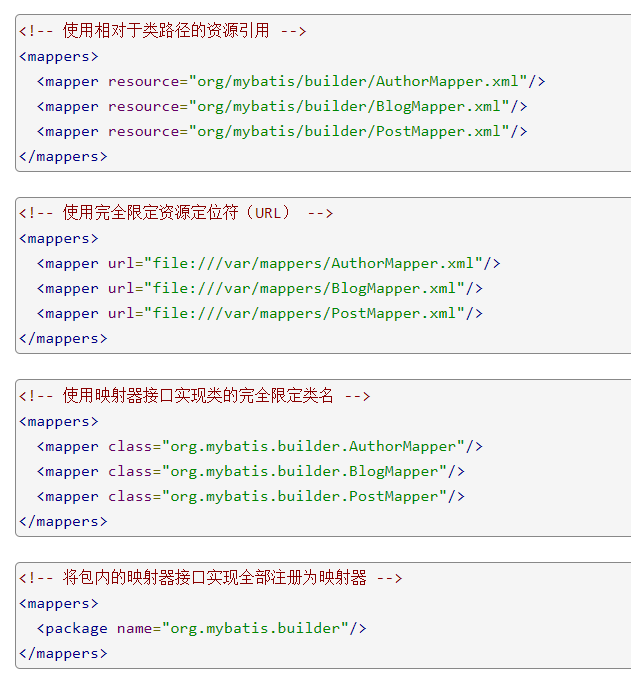 <!-- 使用相对于类路径的资源引用 -->
<mappers>
  <mapper resource="org/mybatis/builder/AuthorMapper.xml"/>
  <mapper resource="org/mybatis/builder/BlogMapper.xml"/>
  <mapper resource="org/mybatis/builder/PostMapper.xml"/>
</mappers>
<!-- 使用完全限定资源定位符（URL） -->
<mappers>
  <mapper url="file:///var/mappers/AuthorMapper.xml"/>
  <mapper url="file:///var/mappers/BlogMapper.xml"/>
  <mapper url="file:///var/mappers/PostMapper.xml"/>
</mappers>
<!-- 使用映射器接口实现类的完全限定类名 -->
<mappers>
  <mapper class="org.mybatis.builder.AuthorMapper"/>
  <mapper class="org.mybatis.builder.BlogMapper"/>
  <mapper class="org.mybatis.builder.PostMapper"/>
</mappers>
<!-- 将包内的映射器接口实现全部注册为映射器 -->
<mappers>
  <package name="org.mybatis.builder"/>
</mappers>